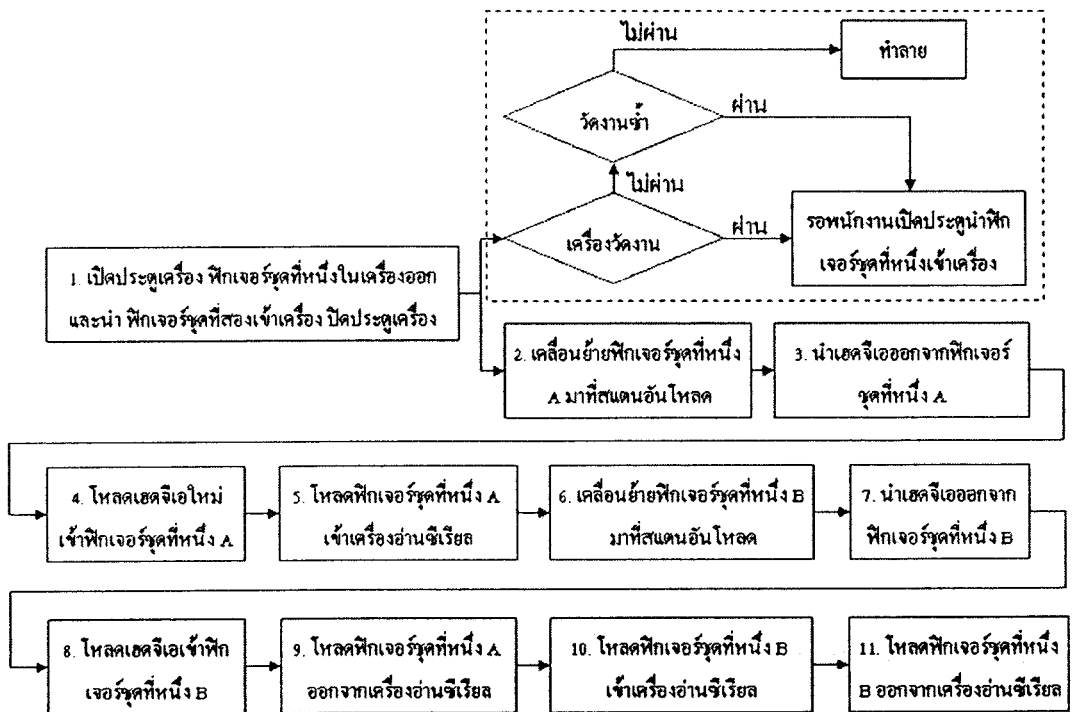 ไม่ผ่าน
ทำลาย
วัดงานซ้ำ
ผ่าน
ไม่ผ่าน
เครื่องวัดงาน
ผ่าน
รอพนักงานเปิดประตูนำฟิก
เจอร์ชุดที่หนึ่งเข้าเครื่อง
1. เปิดประตูเครื่อง ฟิกเจอร์ชุดที่หนึ่งในเครื่องออก
และนำ ฟิกเจอร์ชุดที่สองเข้าเครื่อง ปิดประตูเครื่อง
2. เคลื่อนย้ายฟิกเจอร์ชุดที่หนึ่ง
A มาที่สแตนอันโหลด
3. นำเฮดจีเอออกจากฟิกเจอร์
ชุดที่หนึ่ง A
4. โหลดเฮดจีเอใหม่
เข้าฟิกเจอร์ชุดที่หนึ่ง A
5. โหลดฟิกเจอร์ชุดที่หนึ่ง A
เข้าเครื่องอ่านซีเรียล
6. เคลื่อนย้ายฟิกเจอร์ชุดที่หนึ่ง B
มาที่สแตนอันโหลด
7. นำเฮดจีเอออกจาก
ฟิกเจอร์ชุดที่หนึ่ง B
8. โหลดเฮดจีเอเข้าฟิก
เจอร์ชุดที่หนึ่ง B
9. โหลดฟิกเจอร์ชุดที่หนึ่ง A
ออกจากเครื่องอ่านซีเรียล
10. โหลดฟิกเจอร์ชุดที่หนึ่ง B
เข้าเครื่องอ่านซีเรียล
11. โหลดฟิกเจอร์ชุดที่หนึ่ง
B ออกจากเครื่องอ่านซีเรียล